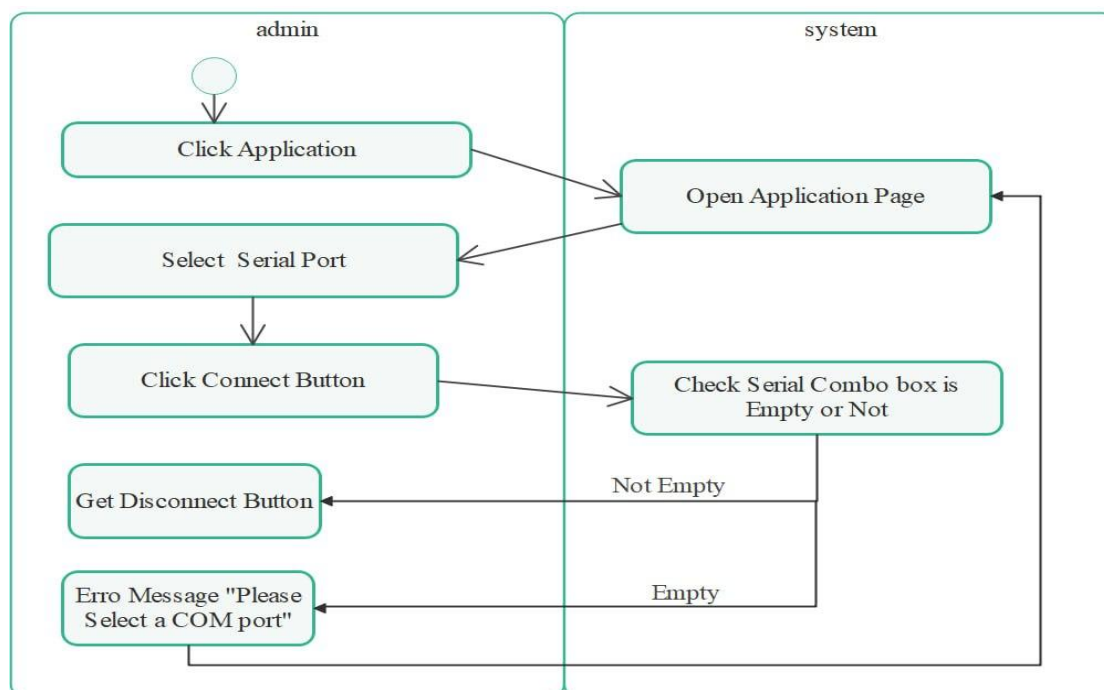 admin
system
Click Application
Open Application Page
Select Serial Port
Click Connect Button
Check Serial Combo box is
Empty or Not
Not Empty
Get Disconnect Button
Empty
Erro Message "Please
Select a COM port"